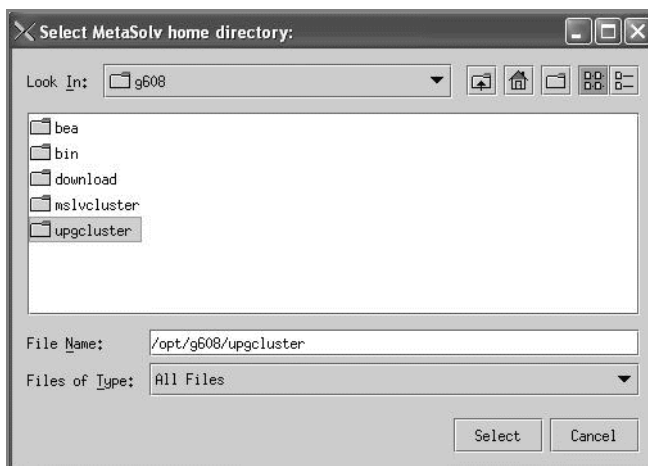 Select MetaSolv home directory:
Look In: g608
bea
bin
download
mslvcluster
upgcluster
File Name: /opt/g608/upgcluster
Files of Type: All Files
Select Cancel